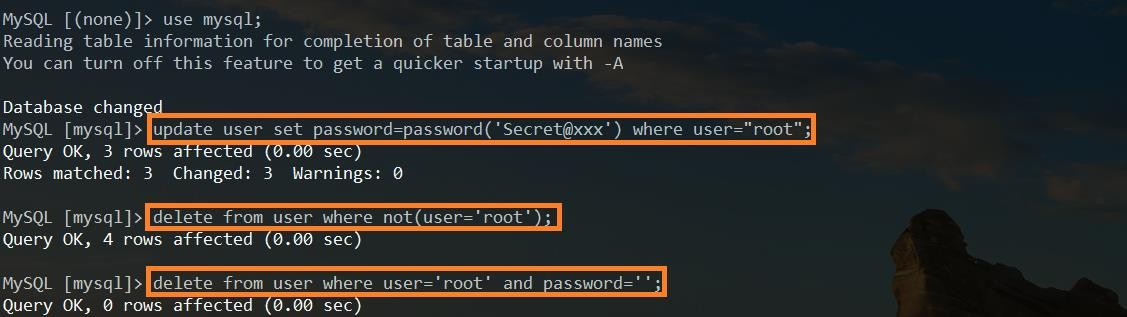 MySQL [(none)]> use mysql;
Reading table information for completion of table and column names
You can turn off this feature to get a quicker startup with -A
Database changed
MySQL [mysql]> update user set password=password('Secret@xxx') where user="root";
Query OK, 3 rows affected (0.00 sec)
Rows matched: 3  Changed: 3  Warnings: 0
MySQL [mysql]> delete from user where not(user='root');
Query OK, 4 rows affected (0.00 sec)
MySQL [mysql]> delete from user where user='root' and password='';
Query OK, 0 rows affected (0.00 sec)